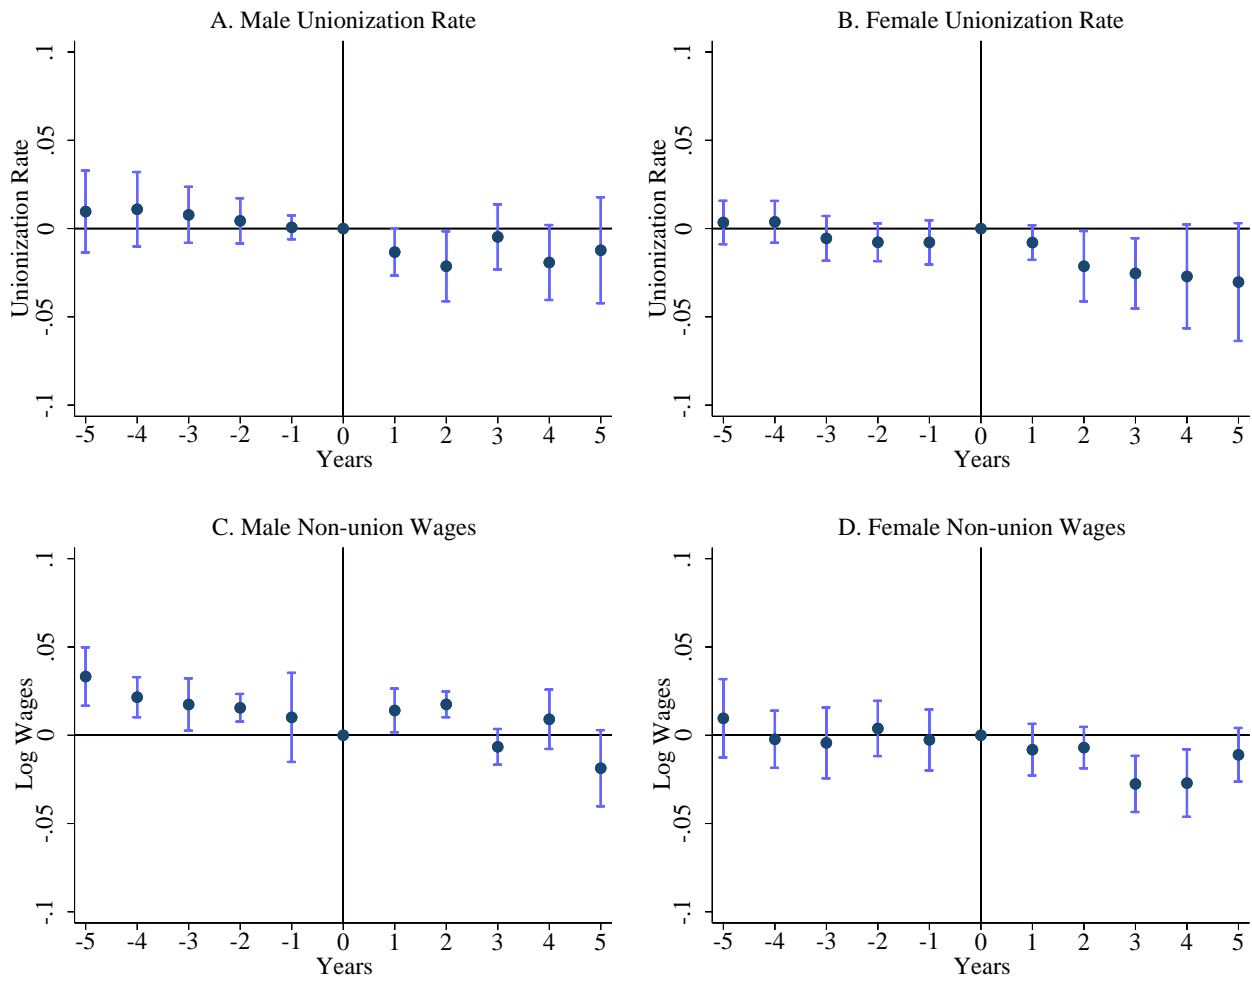 A. Male Unionization Rate
.1
.05
0
-.05
-.1
Unionization Rate
-5 -4 -3 -2 -1 0 1 2 3 4 5
Years
B. Female Unionization Rate
.1
.05
0
-.05
-.1
Unionization Rate
-5 -4 -3 -2 -1 0 1 2 3 4 5
Years
C. Male Non-union Wages
.1
.05
0
-.05
-.1
Log Wages
-5 -4 -3 -2 -1 0 1 2 3 4 5
Years
D. Female Non-union Wages
.1
.05
0
-.05
-.1
Log Wages
-5 -4 -3 -2 -1 0 1 2 3 4 5
Years